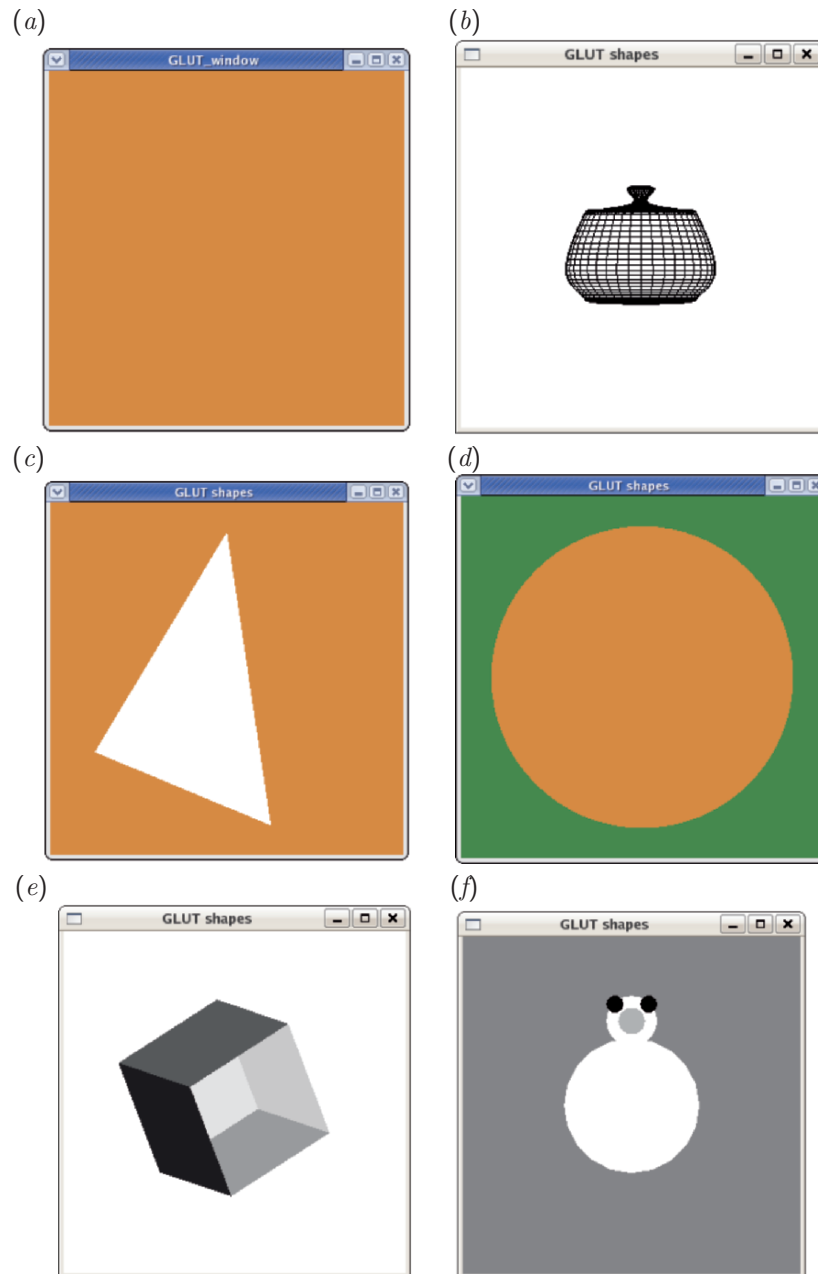 (a)
GLUT_window
(b)
GLUT shapes
(c)
GLUT shapes
(d)
GLUT shapes
(e)
GLUT shapes
(f)
GLUT shapes